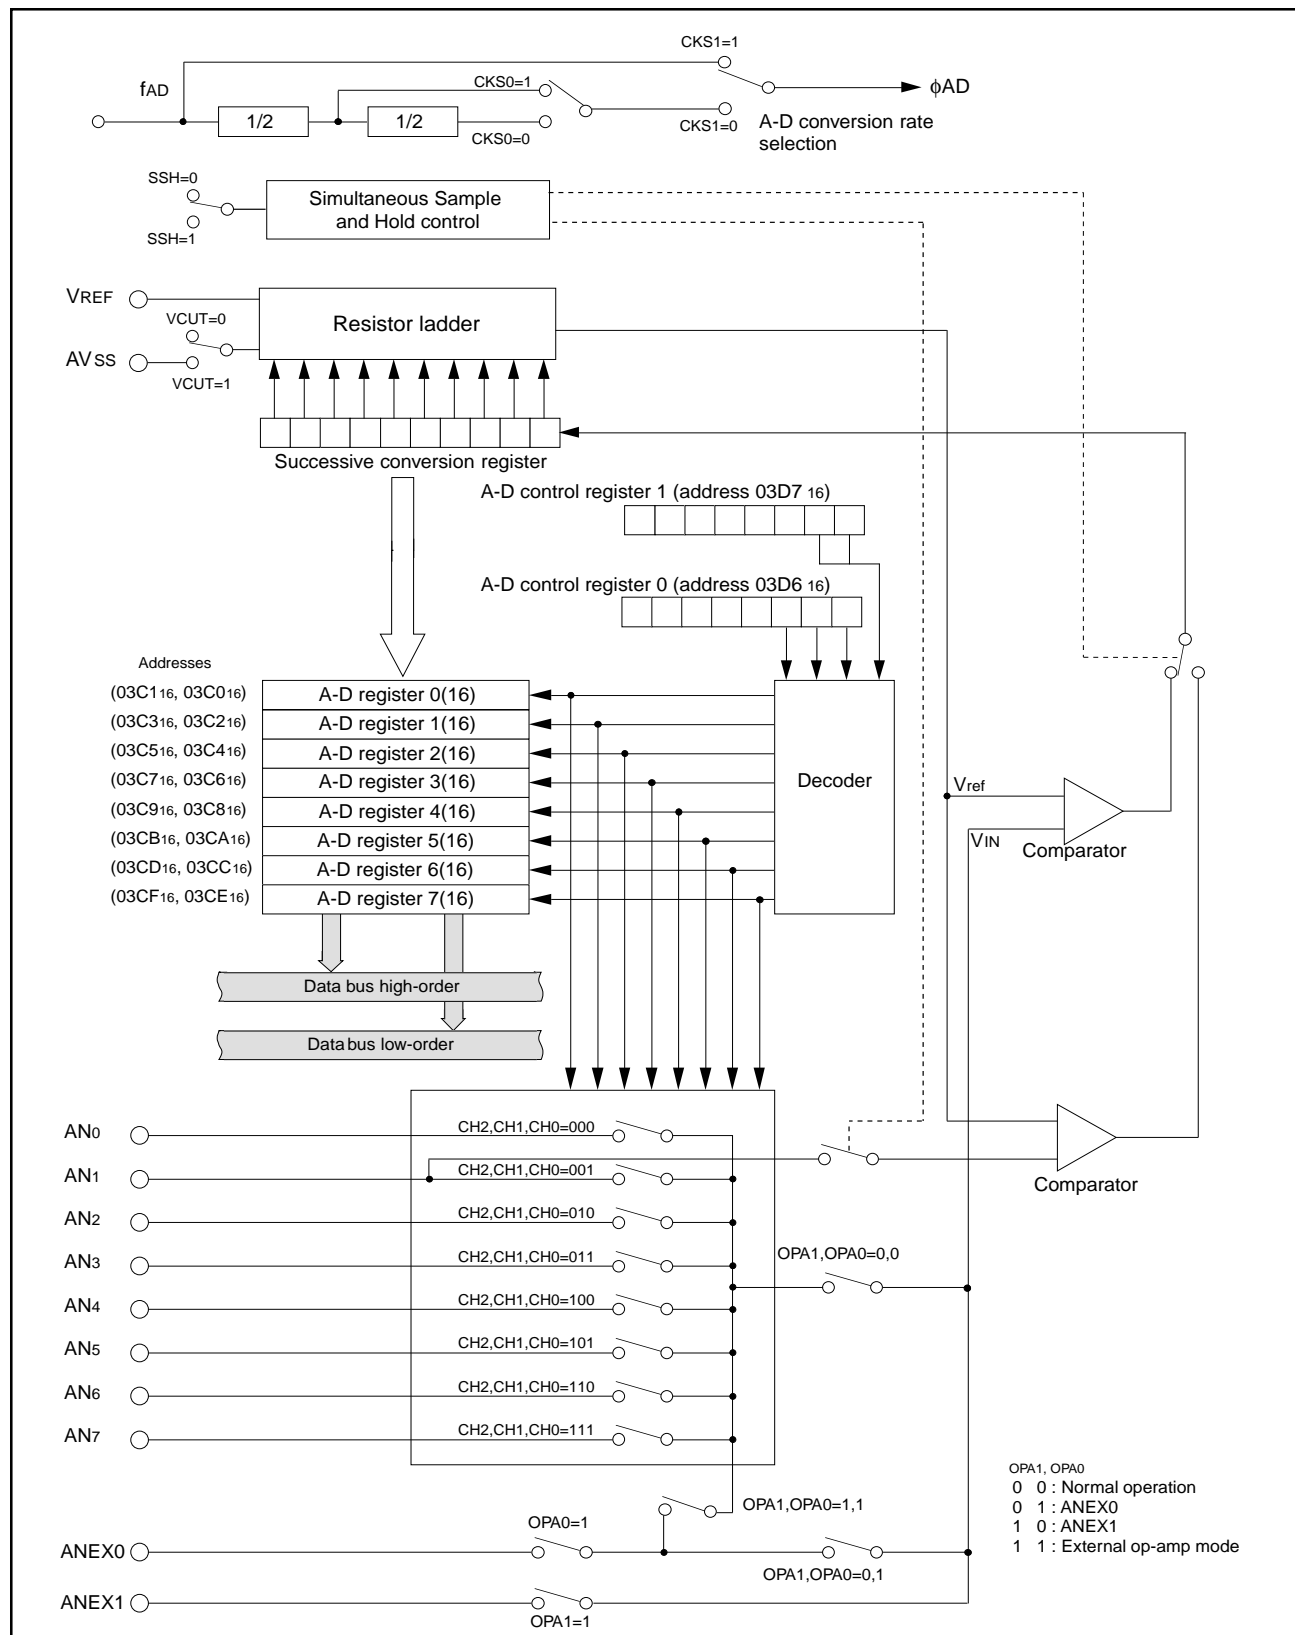 CKS1=1
fAD
CKS0=1
φAD
1/2
1/2
CKS0=0
CKS1=0
A-D conversion rate
selection
SSH=0
Simultaneous Sample
and Hold control
SSH=1
VREF
VCUT=0
Resistor ladder
AVSS
VCUT=1
Successive conversion register
A-D control register 1 (address 03D7 16)
A-D control register 0 (address 03D6 16)
Addresses
(03C116, 03C016)
A-D register 0(16)
(03C316, 03C216)
A-D register 1(16)
(03C516, 03C416)
A-D register 2(16)
(03C716, 03C616)
A-D register 3(16)
(03C916, 03C816)
A-D register 4(16)
(03CB16, 03CA16)
A-D register 5(16)
(03CD16, 03CC16)
A-D register 6(16)
(03CF16, 03CE16)
A-D register 7(16)
Decoder
Vref
VIN
Comparator
Data bus high-order
Data bus low-order
AN0
CH2,CH1,CH0=000
AN1
CH2,CH1,CH0=001
Comparator
AN2
CH2,CH1,CH0=010
AN3
CH2,CH1,CH0=011
OPA1,OPA0=0,0
AN4
CH2,CH1,CH0=100
AN5
CH2,CH1,CH0=101
AN6
CH2,CH1,CH0=110
AN7
CH2,CH1,CH0=111
OPA1, OPA0
0 0 : Normal operation
0 1 : ANEX0
1 0 : ANEX1
1 1 : External op-amp mode
OPA1,OPA0=1,1
OPA0=1
ANEX0
OPA1,OPA0=0,1
ANEX1
OPA1=1